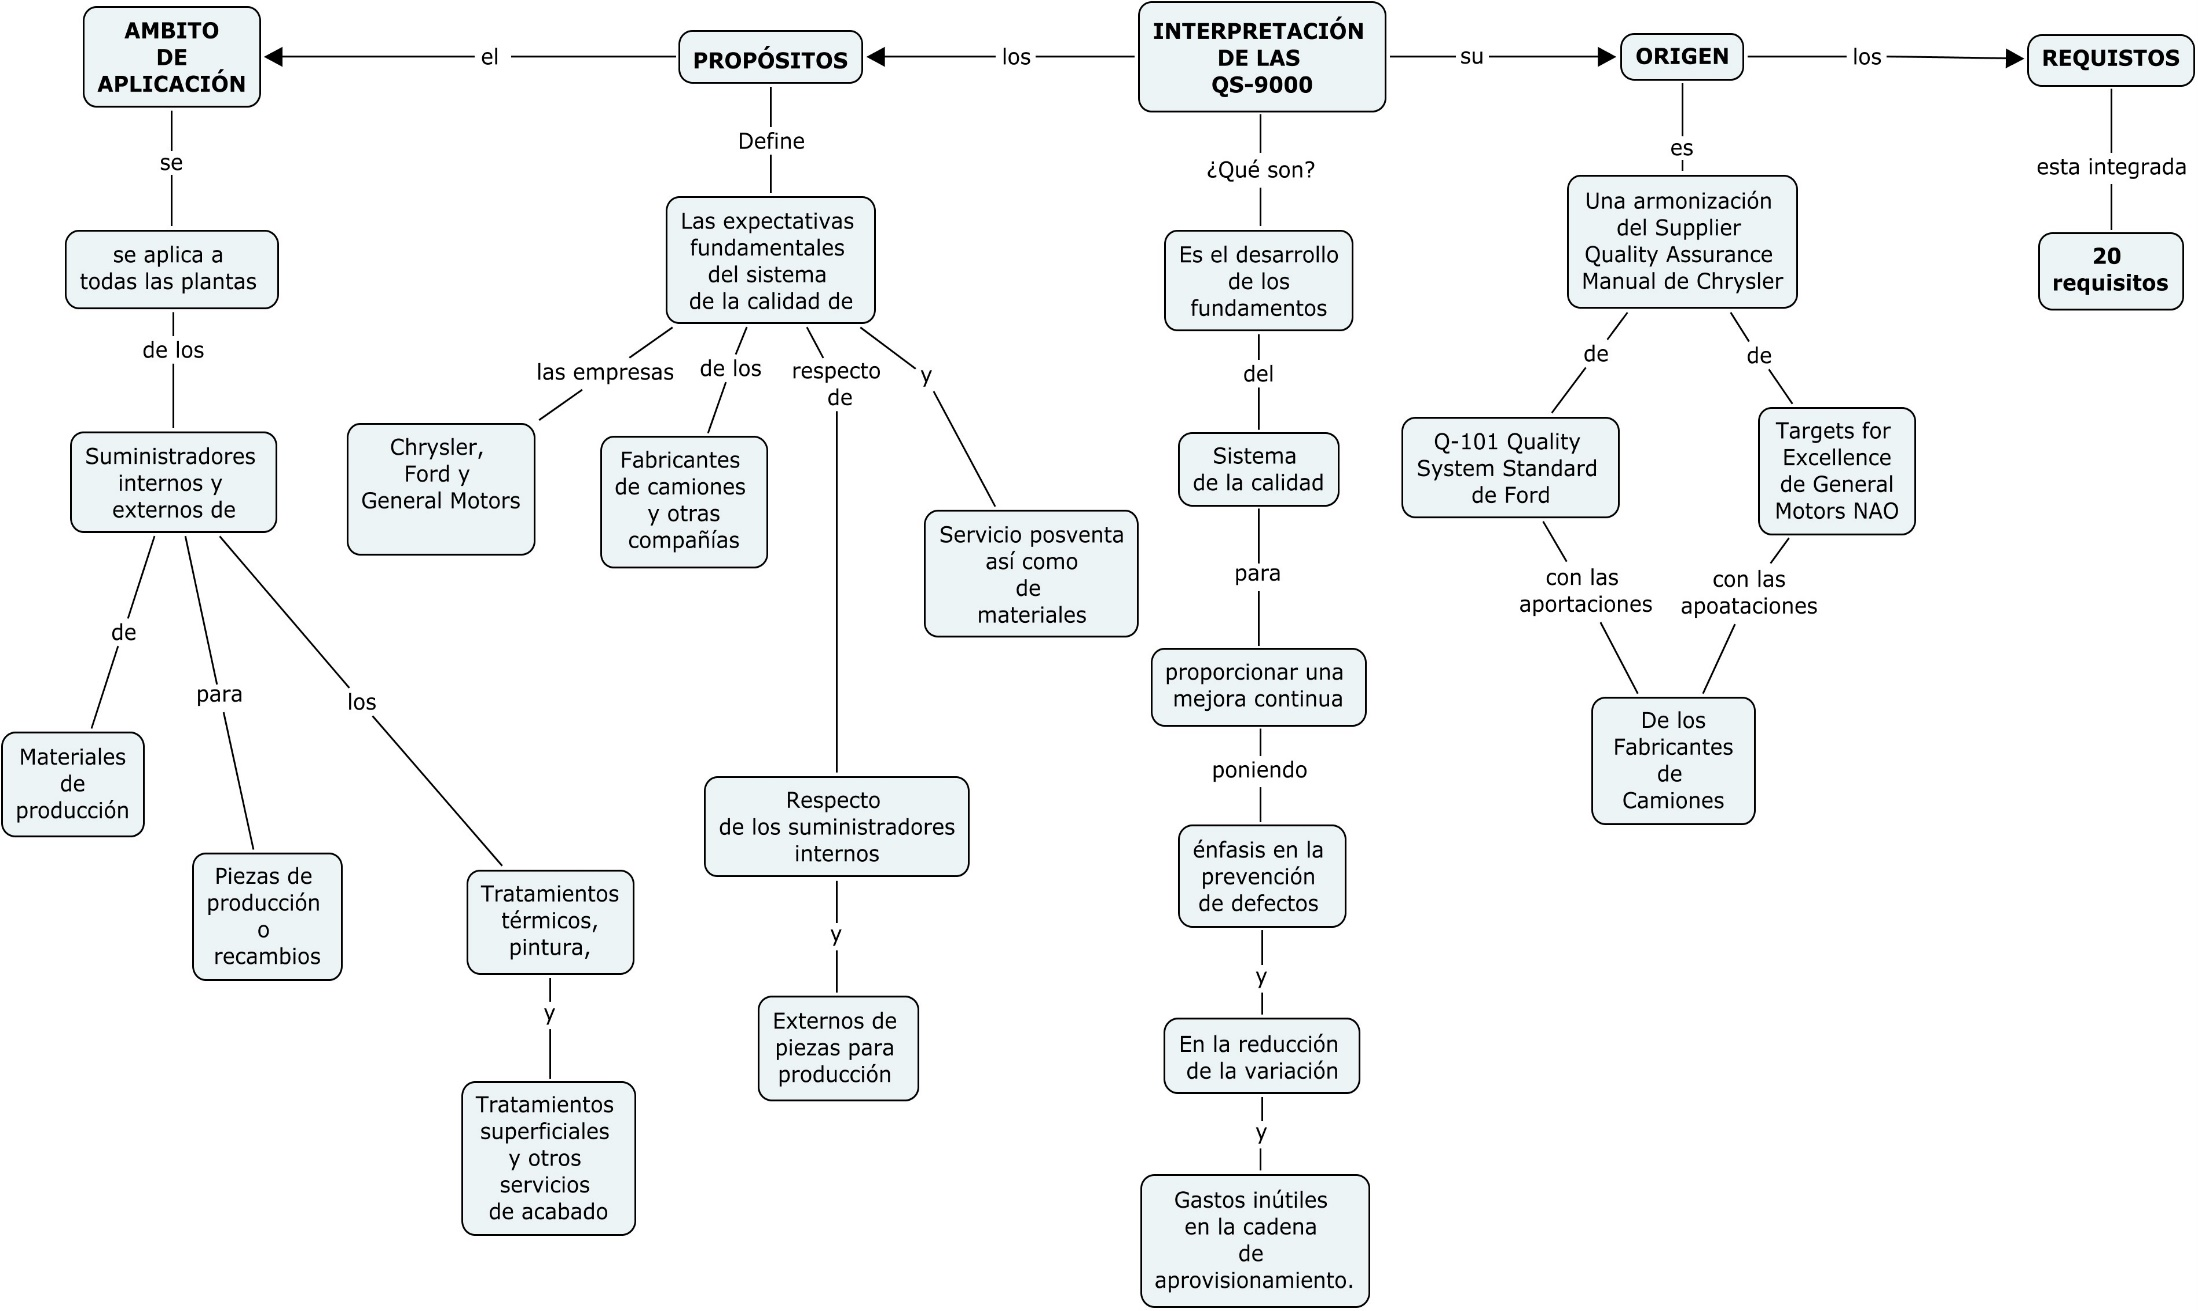 AMBITO
DE
APLICACIÓN
el
PROPÓSITOS
los
INTERPRETACIÓN
DE LAS
QS-9000
su
ORIGEN
los
REQUISTOS
se
se aplica a
todas las plantas
de los
Suministradores
internos y
externos de
de
Materiales
de
producción
para
Piezas de
producción
o
recambios
los
Tratamientos
térmicos,
pintura,
y
Tratamientos
superficiales
y otros
servicios
de acabado
Define
Las expectativas
fundamentales
del sistema
de la calidad de
las empresas
Chrysler,
Ford y
General Motors
de los
Fabricantes
de camiones
y otras
compañías
respecto
de
Respecto
de los suministradores
internos
y
Externos de
piezas para
producción
y
Servicio posventa
así como
de
materiales
¿Qué son?
Es el desarrollo
de los
fundamentos
del
Sistema
de la calidad
para
proporcionar una
mejora continua
poniendo
énfasis en la
prevención
de defectos
y
En la reducción
de la variación
y
Gastos inútiles
en la cadena
de
aprovisionamiento.
es
Una armonización
del Supplier
Quality Assurance
Manual de Chrysler
de
Q-101 Quality
System Standard
de Ford
con las
aportaciones
de
Targets for
Excellence
de General
Motors NAO
con las
apoataciones
De los
Fabricantes
de
Camiones
esta integrada
20
requisitos